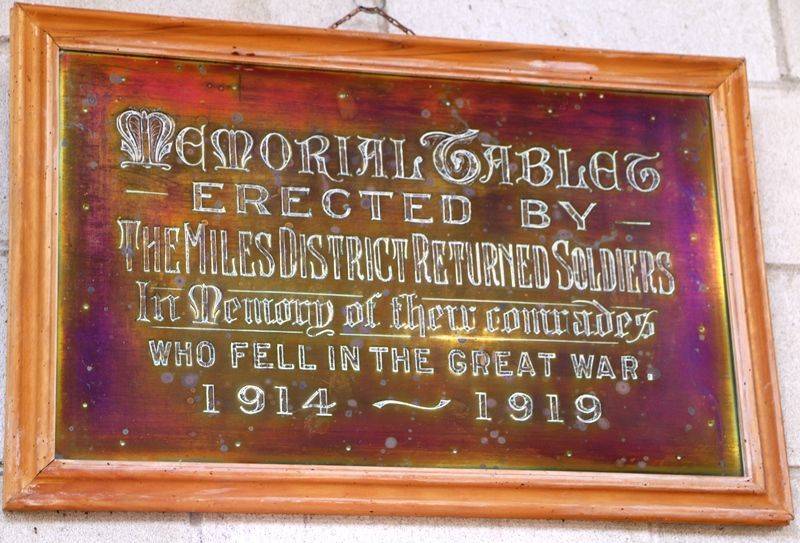 MEMORIAL TABLET
— ERECTED BY —
THE MILES DISTRICT RETURNED SOLDIERS
In Memory of their comrades
WHO FELL IN THE GREAT WAR.
1914 ~ 1919